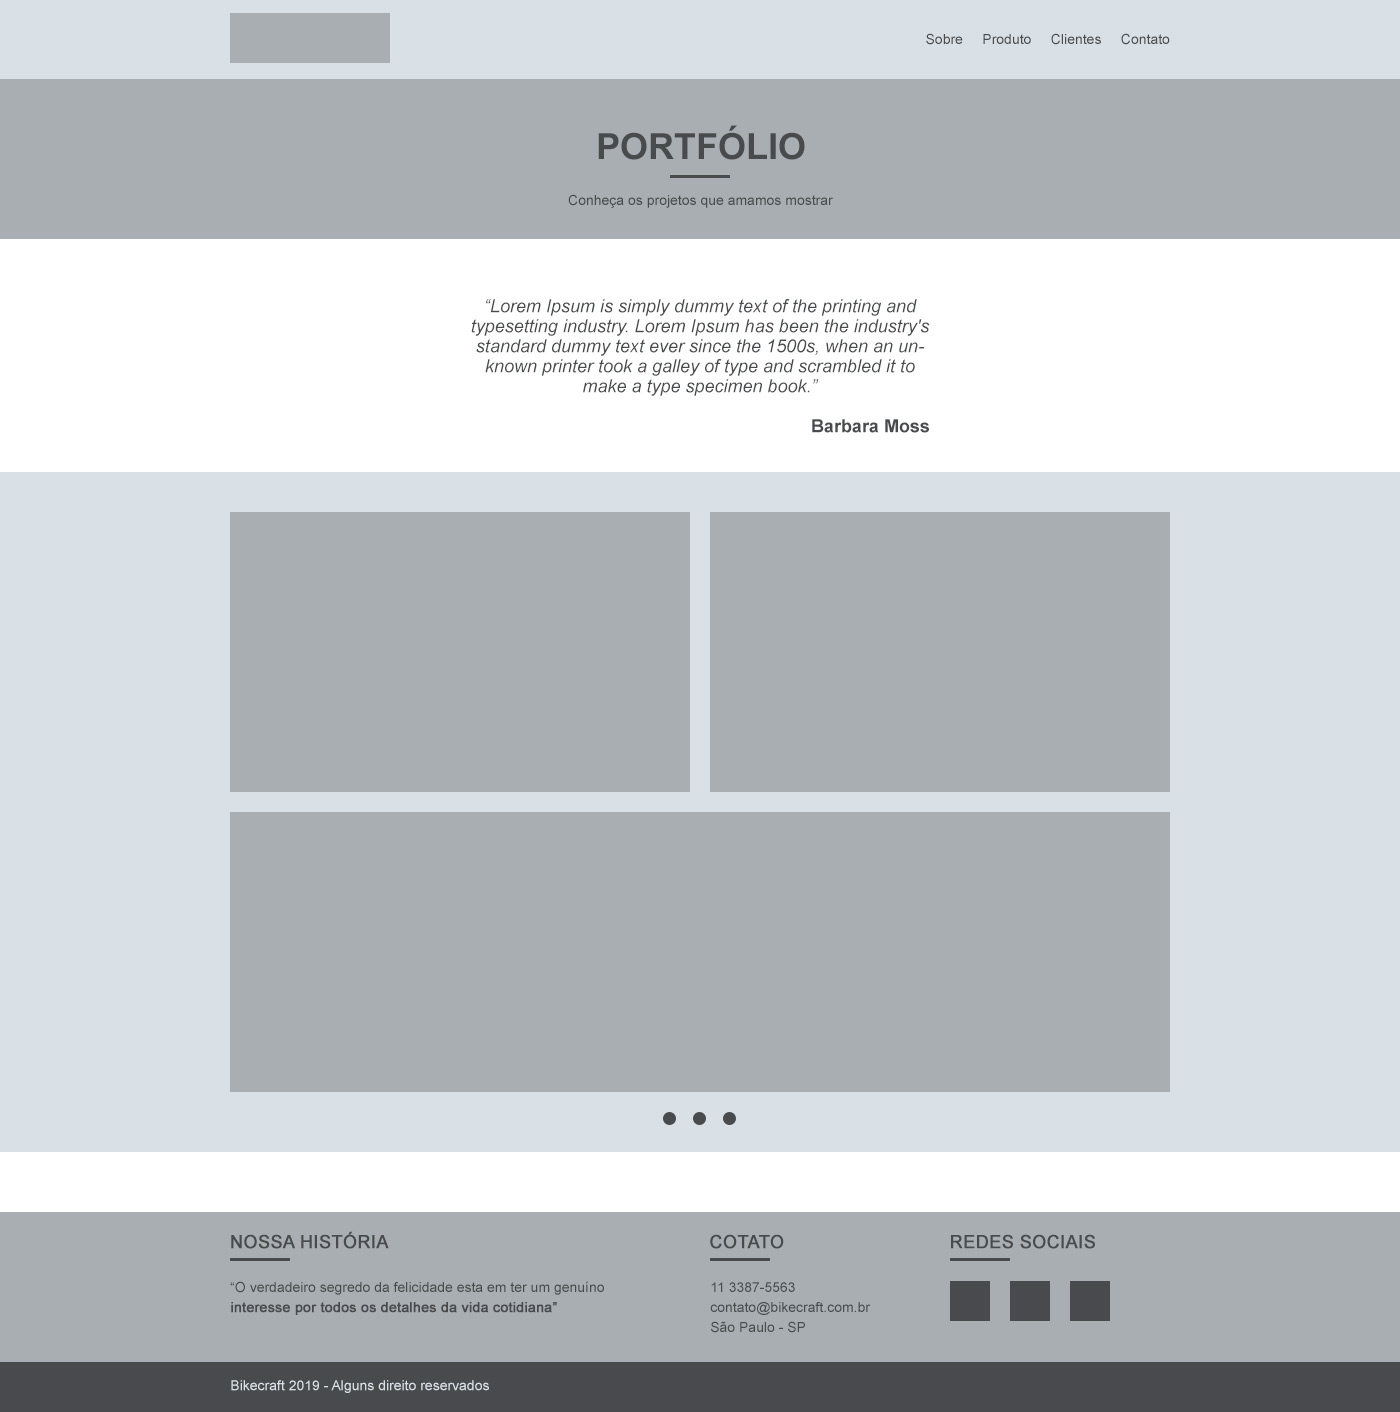 Sobre Produto Clientes Contato
PORTFÓLIO
Conheça os projetos que amamos mostrar
“Lorem Ipsum is simply dummy text of the printing and
typesetting industry. Lorem Ipsum has been the industry's
standard dummy text ever since the 1500s, when an un-
known printer took a galley of type and scrambled it to
make a type specimen book.”
Barbara Moss
NOSSA HISTÓRIA
“O verdadeiro segredo da felicidade esta em ter um genuíno
interesse por todos os detalhes da vida cotidiana”
COTATO
11 3387-5563
contato@bikecraft.com.br
São Paulo - SP
REDES SOCIAIS
Bikecraft 2019 - Alguns direito reservados